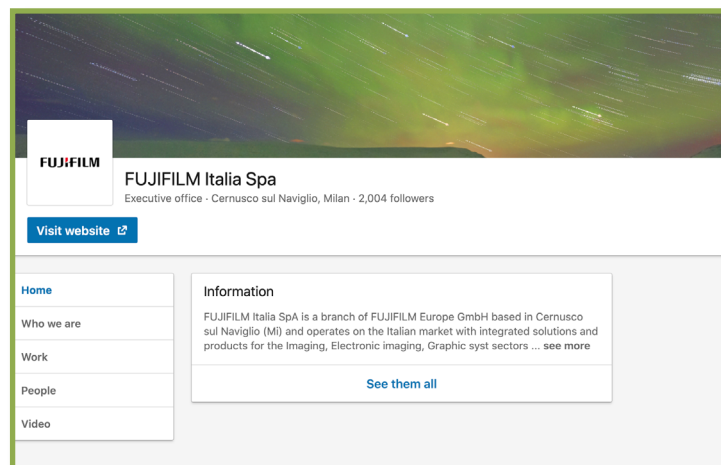 FUJIFILM
FUJIFILM Italia Spa
Executive office · Cernusco sul Naviglio, Milan · 2,004 followers
Visit website
Home
Who we are
Work
People
Video
Information
FUJIFILM Italia SpA is a branch of FUJIFILM Europe GmbH based in Cernusco
sul Naviglio (Mi) and operates on the Italian market with integrated solutions and
products for the Imaging, Electronic imaging, Graphic syst sectors ... see more
See them all